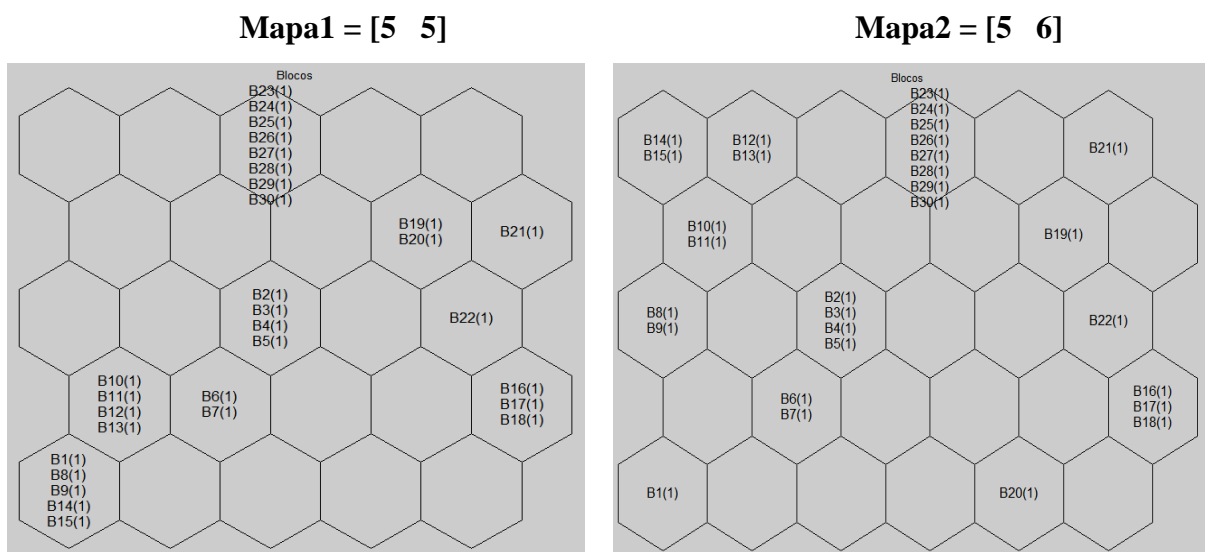 Mapa1 = [5 5]
Blocos
B23(1)
B24(1)
B25(1)
B26(1)
B27(1)
B28(1)
B29(1)
B30(1)
B19(1)
B20(1)
B21(1)
B2(1)
B3(1)
B4(1)
B5(1)
B22(1)
B10(1)
B11(1)
B12(1)
B13(1)
B6(1)
B7(1)
B16(1)
B17(1)
B18(1)
B1(1)
B8(1)
B9(1)
B14(1)
B15(1)
Mapa2 = [5 6]
Blocos
B14(1)
B15(1)
B12(1)
B13(1)
B23(1)
B24(1)
B25(1)
B26(1)
B27(1)
B28(1)
B29(1)
B30(1)
B21(1)
B10(1)
B11(1)
B19(1)
B8(1)
B9(1)
B2(1)
B3(1)
B4(1)
B5(1)
B22(1)
B6(1)
B7(1)
B16(1)
B17(1)
B18(1)
B1(1)
B20(1)